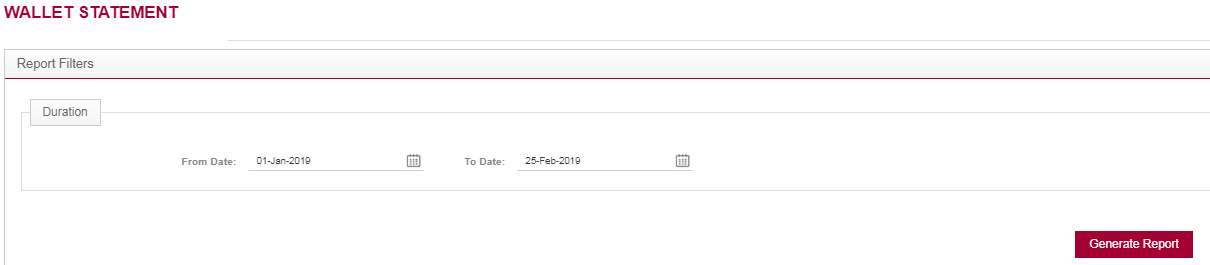 WALLET STATEMENT
Report Filters
Duration
From Date: 01-Jan-2019 To Date: 25-Feb-2019
Generate Report